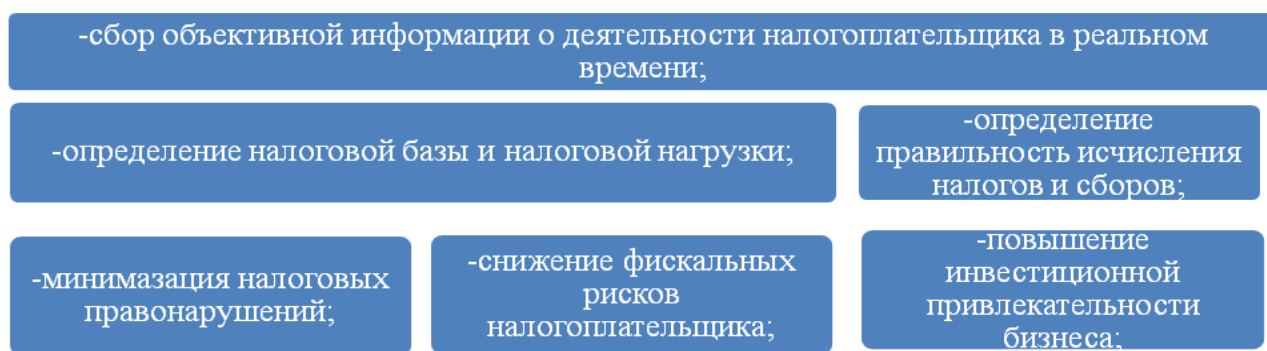 -сбор объективной информации о деятельности налогоплательщика в реальном
времени;
-определение налоговой базы и налоговой нагрузки;
-определение
правильность исчисления
налогов и сборов;
-минимазация налоговых
правонарушений;
-снижение фискальных
рисков
налогоплательщика;
-повышение
инвестиционной
привлекательности
бизнеса;